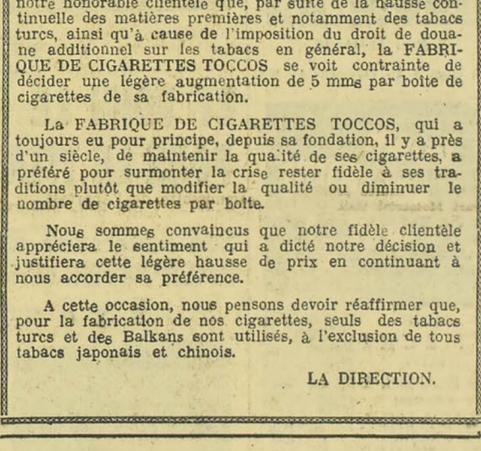 notre honorable clientèle que, par suite de la hausse con-
tinuelle des matières premières et notamment des tabacs
turcs, ainsi qu'à cause de l'imposition du droit de doua-
ne additionnel sur les tabacs en général, la FABRI-
QUE DE CIGARETTES TOCCOS se voit contrainte de
décider une légère augmentation de 5 mms par boîte de
cigarettes de sa fabrication.
La FABRIQUE DE CIGARETTES TOCCOS, qui a
toujours eu pour principe, depuis sa fondation, il y a près
d'un siècle, de maintenir la qualité de ses cigarettes, a
préféré pour surmonter la crise rester fidèle à ses tra-
ditions plutôt que modifier la qualité ou diminuer le
nombre de cigarettes par boîte.
Nous sommes convaincus que notre fidèle clientèle
appréciera le sentiment qui a dicté notre décision et
justifiera cette légère hausse de prix en continuant à
nous accorder sa préférence.
A cette occasion, nous pensons devoir réaffirmer que,
pour la fabrication de nos cigarettes, seuls des tabacs
turcs et des Balkans sont utilisés, à l'exclusion de tous
tabacs japonais et chinois.
LA DIRECTION.